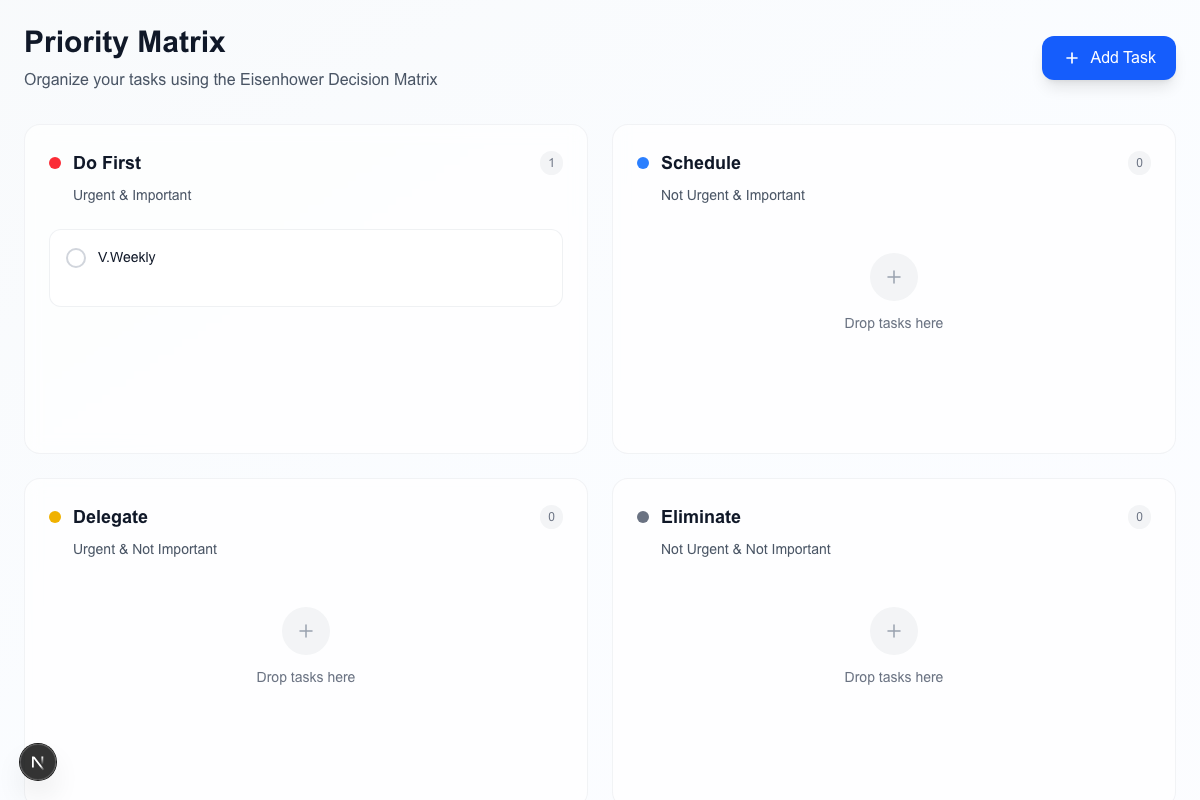 Priority Matrix
Organize your tasks using the Eisenhower Decision Matrix
Add Task
Do First
1
Urgent & Important
V.Weekly
Schedule
0
Not Urgent & Important
Drop tasks here
Delegate
0
Urgent & Not Important
Drop tasks here
Eliminate
0
Not Urgent & Not Important
Drop tasks here
N